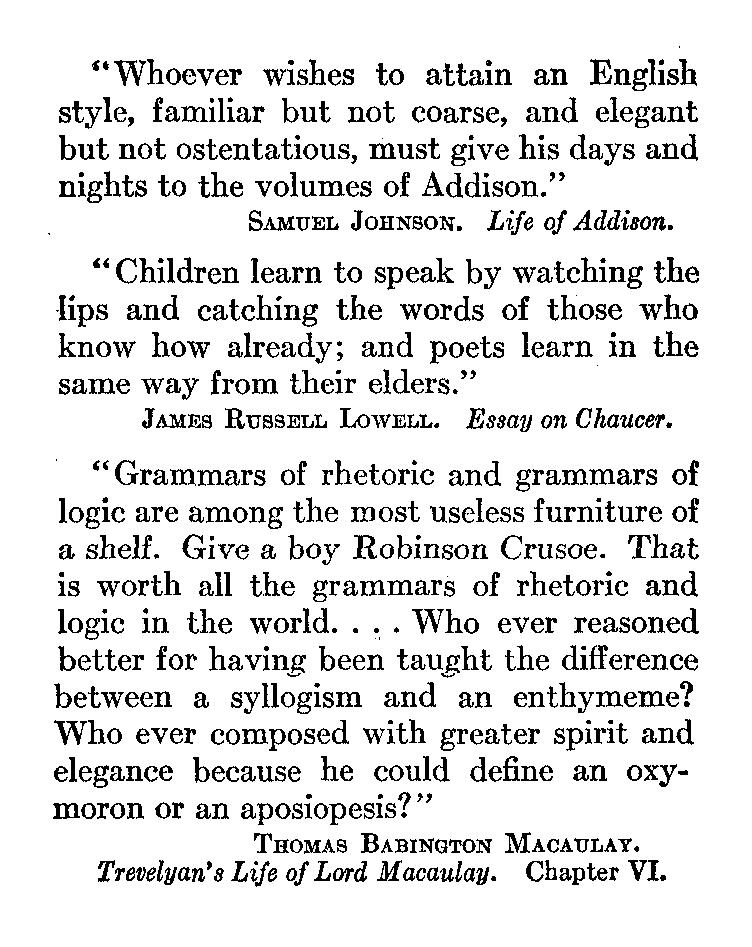 “Whoever wishes to attain an English
style, familiar but not coarse, and elegant
but not ostentatious, must give his days and
nights to the volumes of Addison.”
SAMUEL JOHNSON. Life of Addison.
“Children learn to speak by watching the
lips and catching the words of those who
know how already; and poets learn in the
same way from their elders.”
JAMES RUSSELL LOWELL. Essay on Chaucer.
“Grammars of rhetoric and grammars of
logic are among the most useless furniture of
a shelf. Give a boy Robinson Crusoe. That
is worth all the grammars of rhetoric and
logic in the world. . . . Who ever reasoned
better for having been taught the difference
between a syllogism and an enthymeme?
Who ever composed with greater spirit and
elegance because he could define an oxy-
moron or an aposiopesis?”
THOMAS BABINGTON MACAULAY.
Trevelyan's Life of Lord Macaulay. Chapter VI.